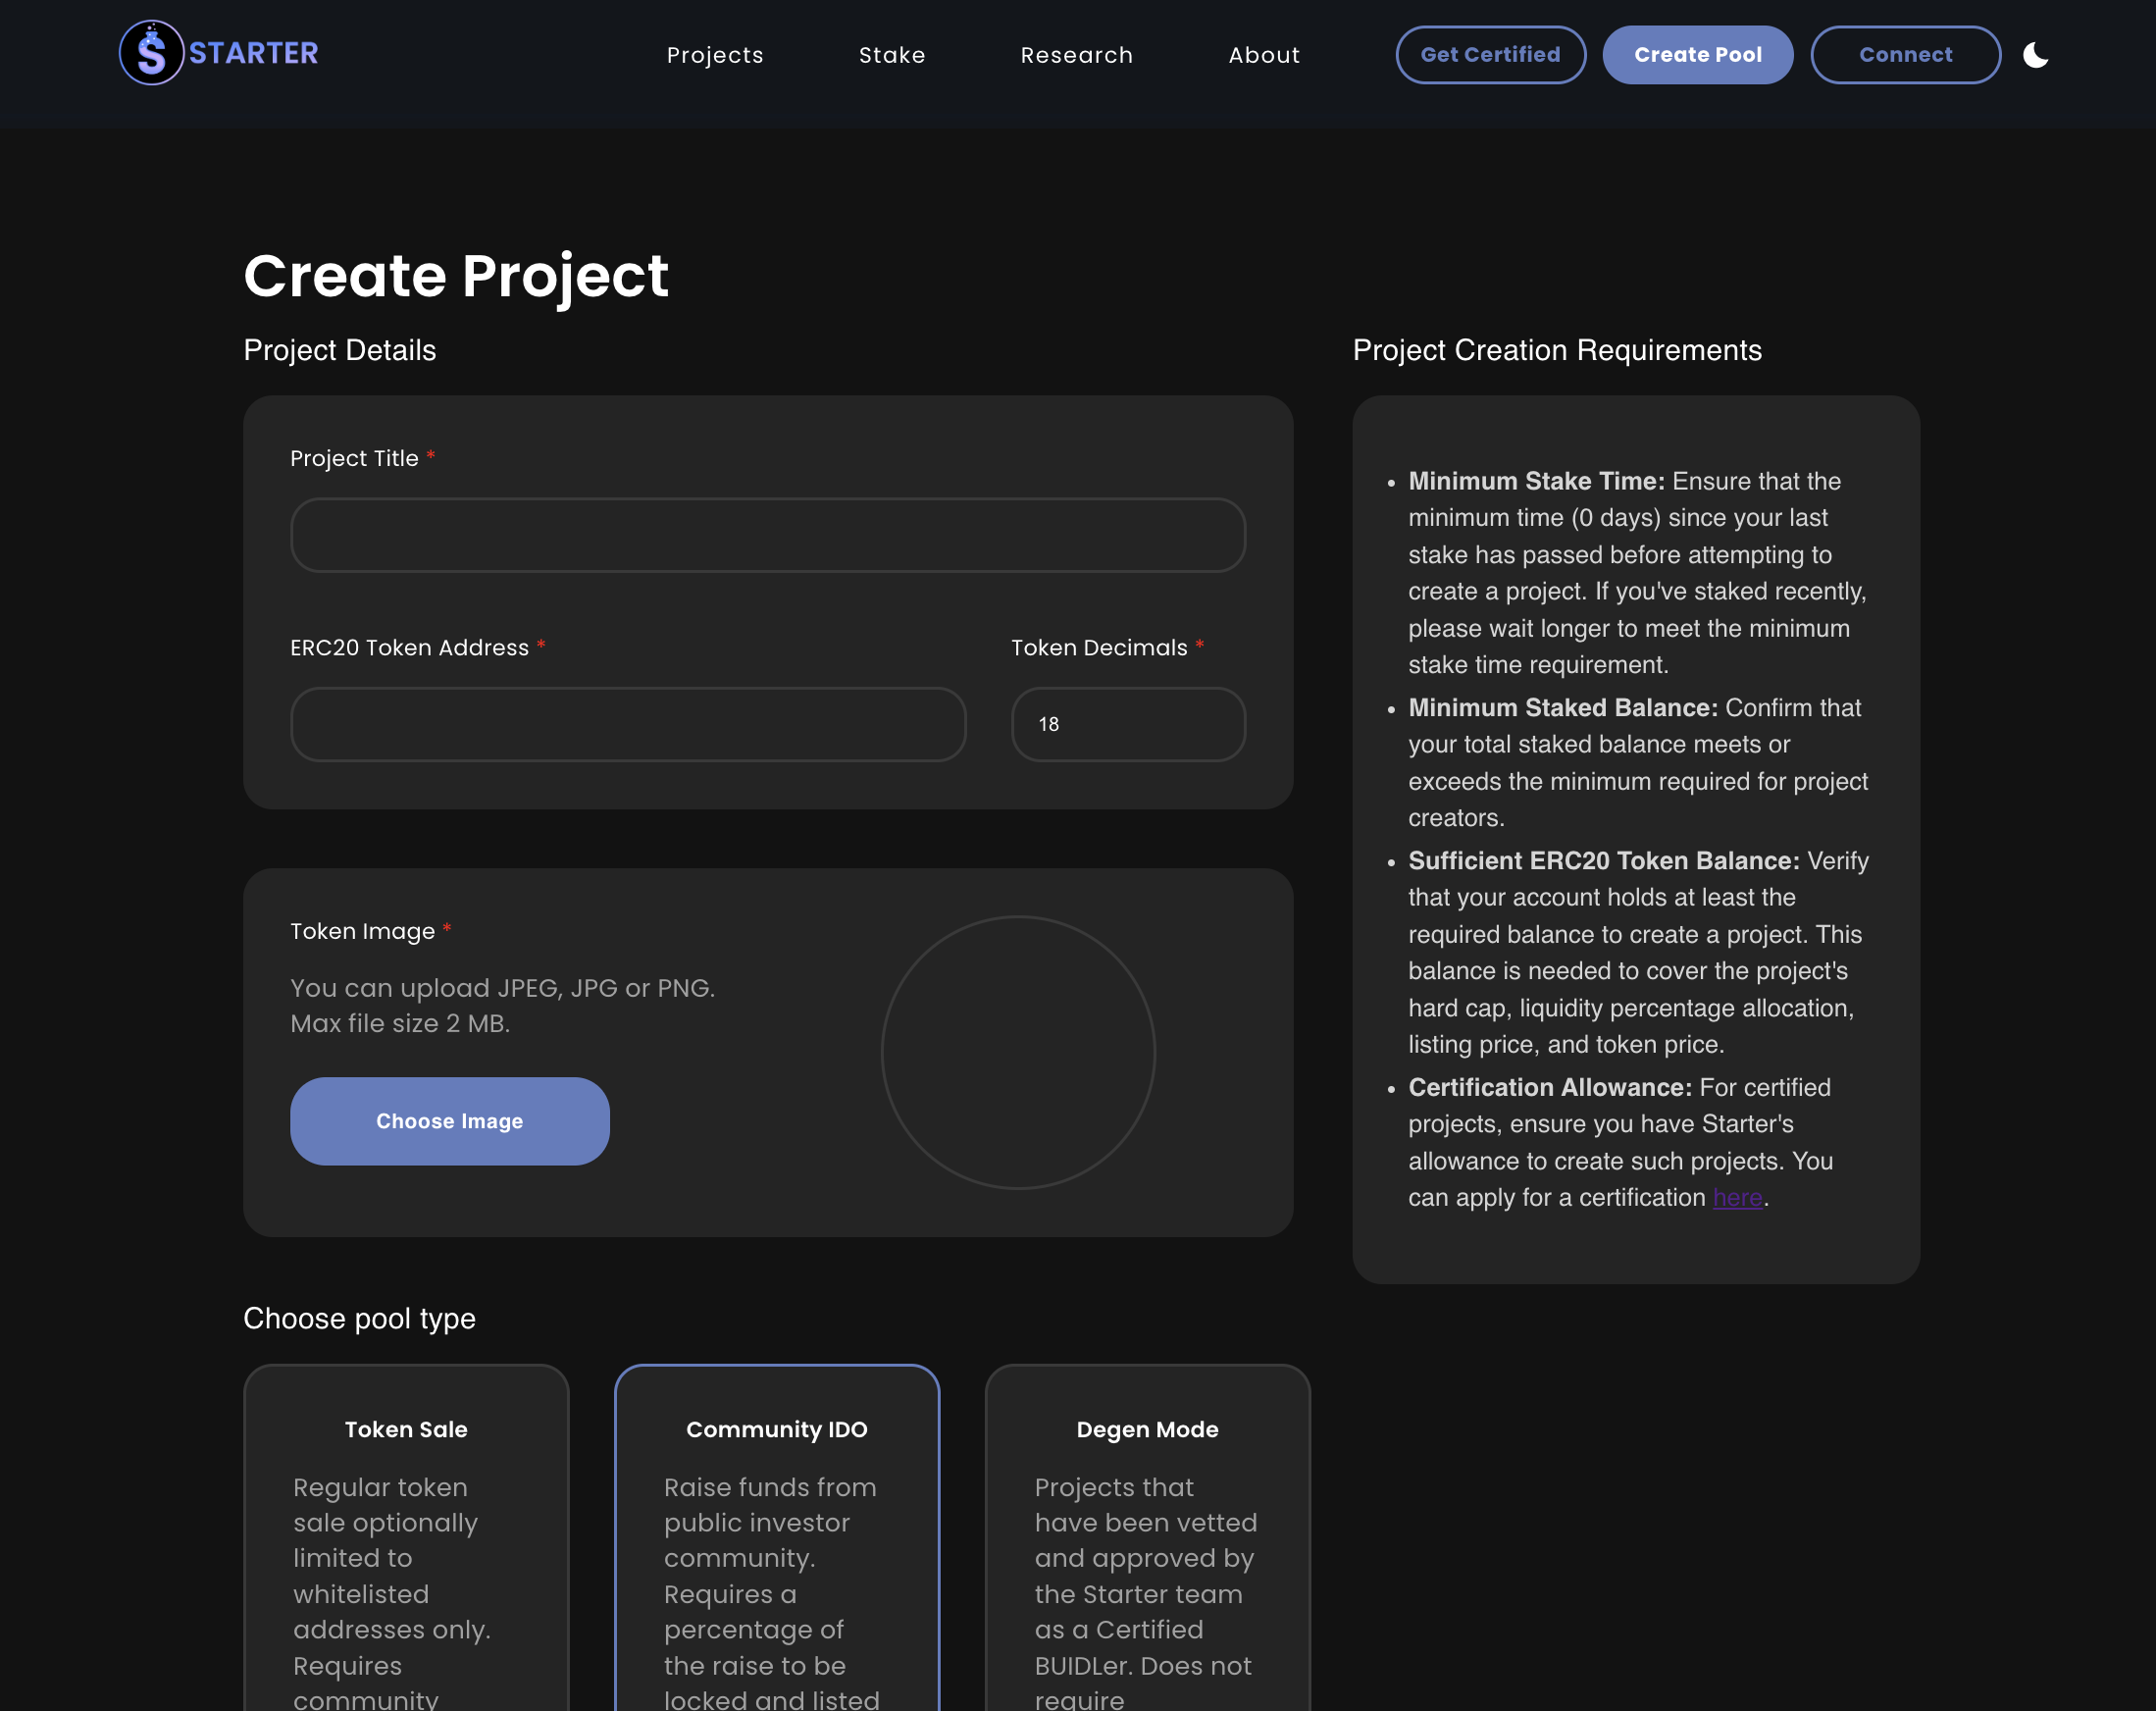 STARTER
Projects
Stake
Research
About
Get Certified
Create Pool
Connect
Create Project
Project Details
Project Title *
ERC20 Token Address *
Token Decimals *
18
Token Image *
You can upload JPEG, JPG or PNG.
Max file size 2 MB.
Choose Image
Project Creation Requirements
• Minimum Stake Time: Ensure that the
minimum time (0 days) since your last
stake has passed before attempting to
create a project. If you've staked recently,
please wait longer to meet the minimum
stake time requirement.
• Minimum Staked Balance: Confirm that
your total staked balance meets or
exceeds the minimum required for project
creators.
• Sufficient ERC20 Token Balance: Verify
that your account holds at least the
required balance to create a project. This
balance is needed to cover the project's
hard cap, liquidity percentage allocation,
listing price, and token price.
• Certification Allowance: For certified
projects, ensure you have Starter's
allowance to create such projects. You
can apply for a certification here.
Choose pool type
Token Sale
Regular token
sale optionally
limited to
whitelisted
addresses only.
Requires
community
Community IDO
Raise funds from
public investor
community.
Requires a
percentage of
the raise to be
locked and listed
Degen Mode
Projects that
have been vetted
and approved by
the Starter team
as a Certified
BUIDLer. Does not
require